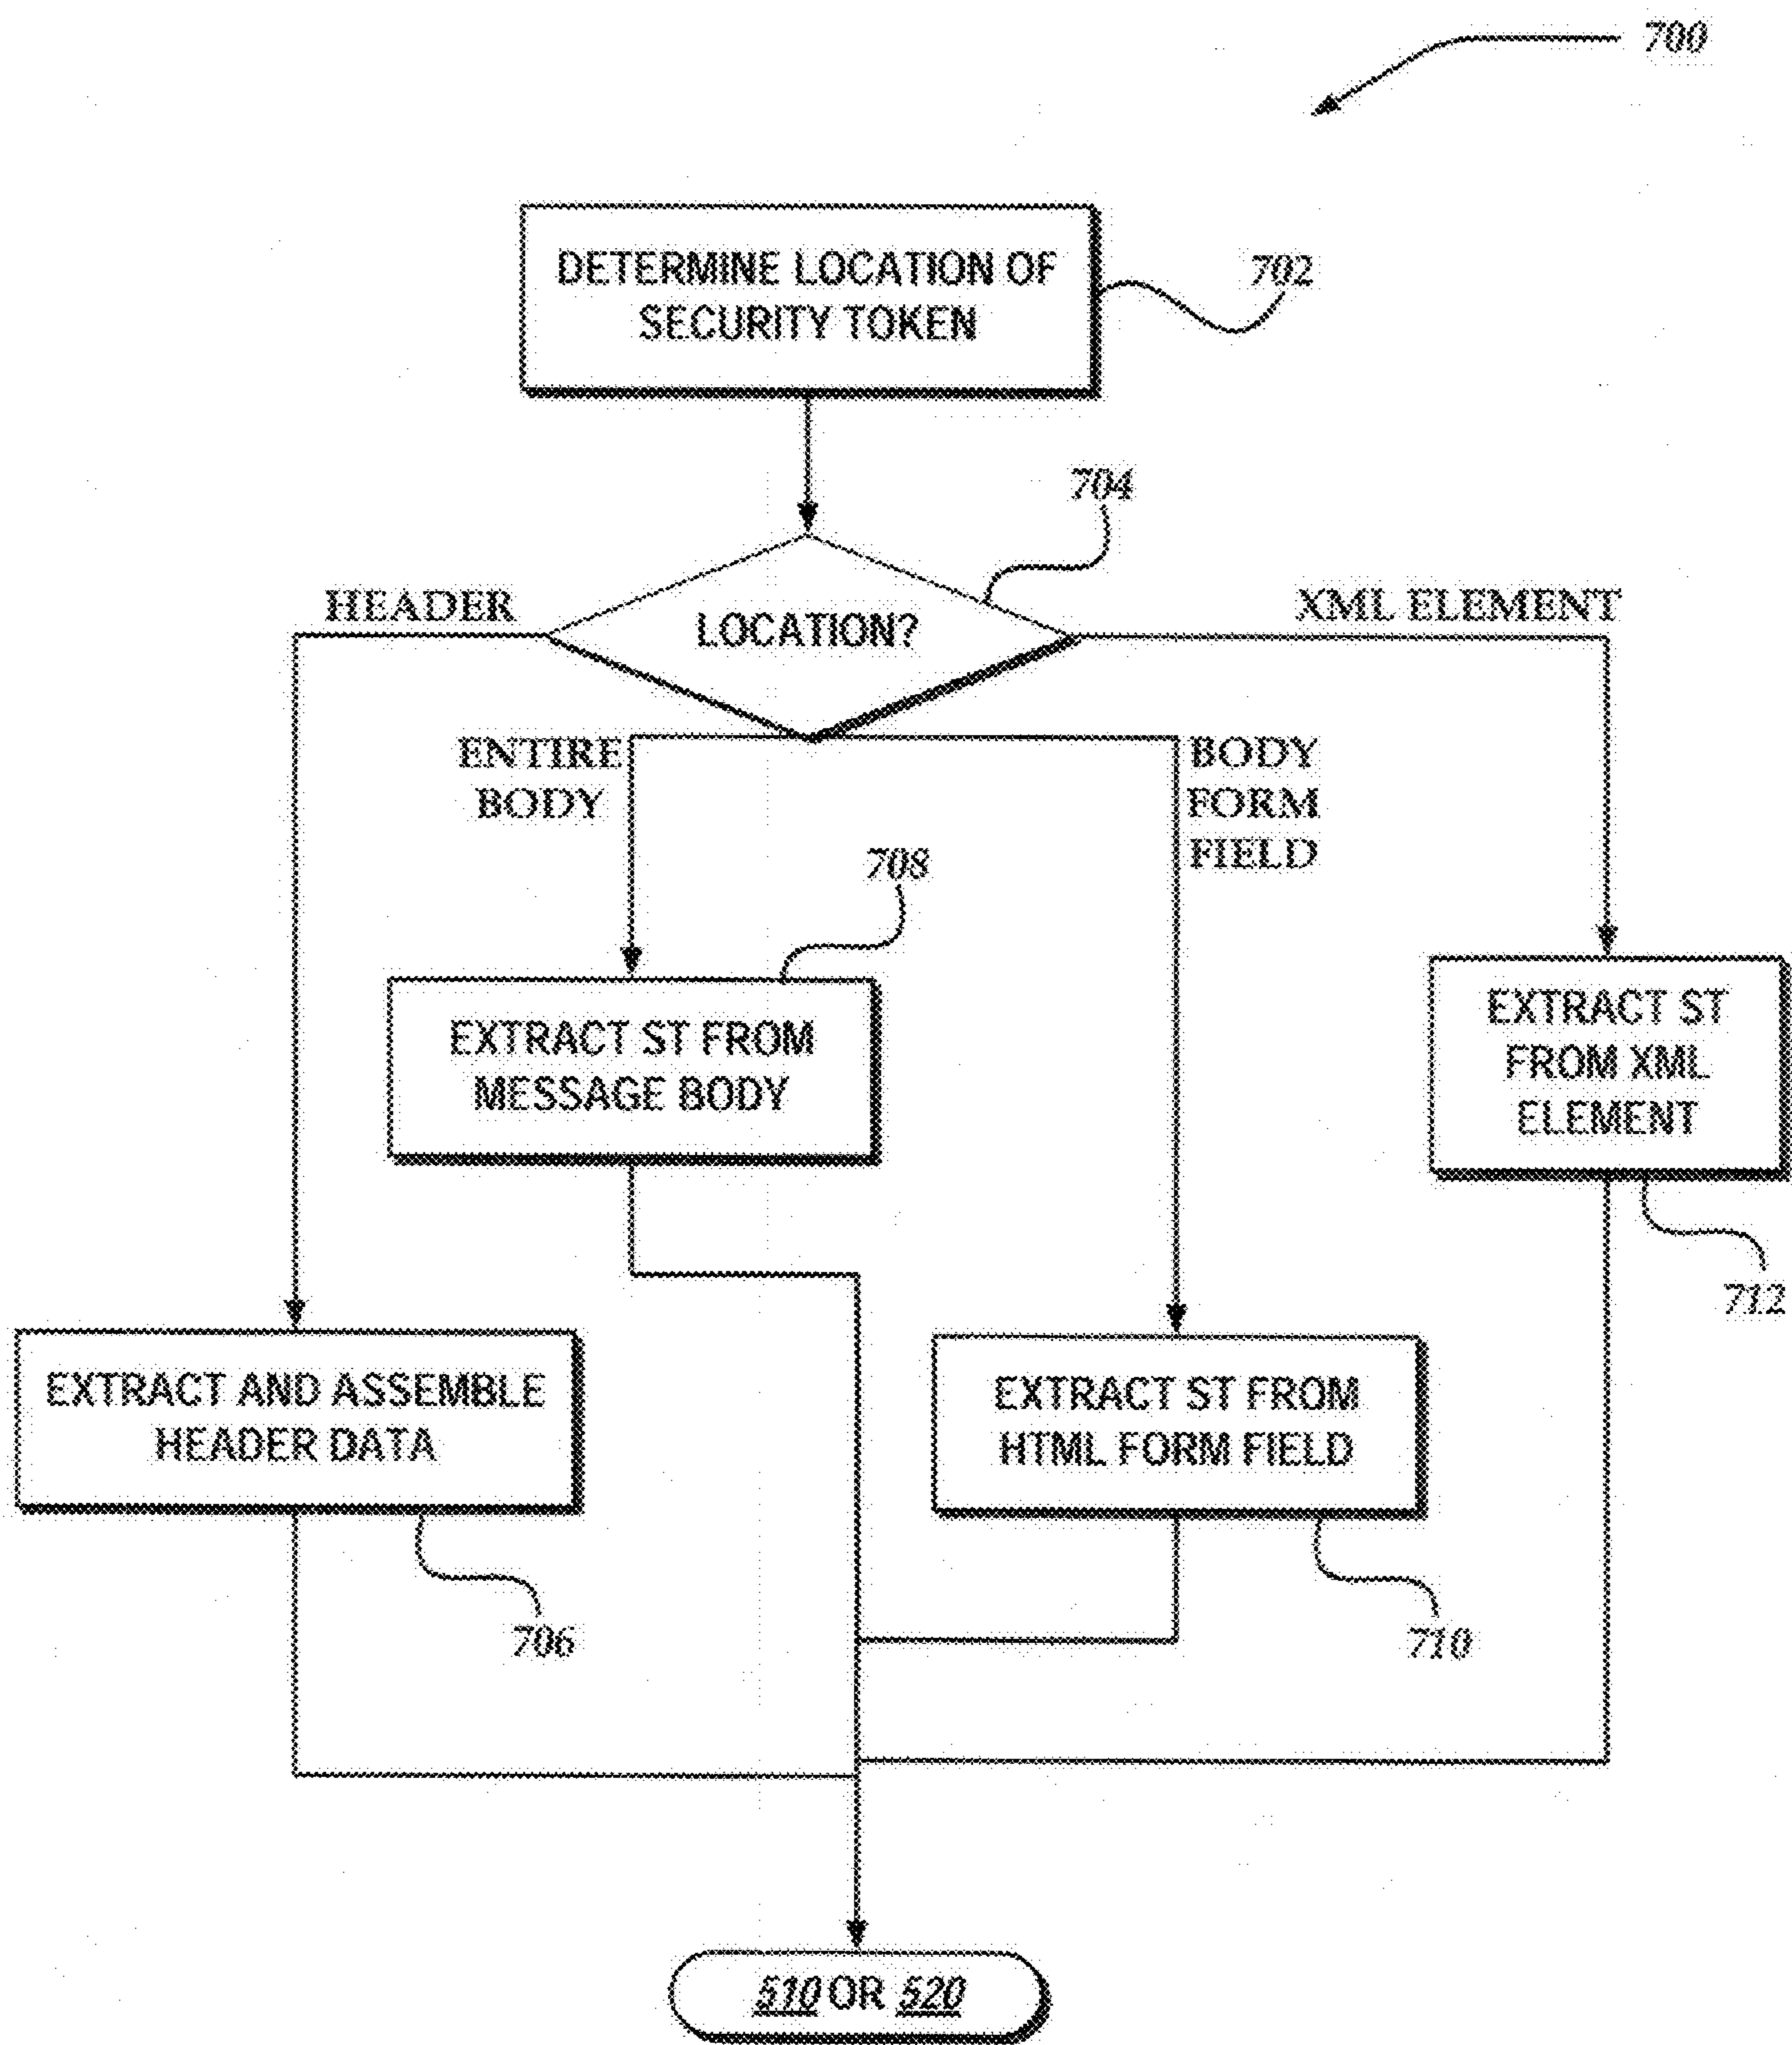 700
DETERMINE LOCATION OF
SECURITY TOKEN
702
704
HEADER
LOCATION?
XML ELEMENT
ENTIRE
BODY
BODY
FORM
FIELD
708
EXTRACT ST FROM
MESSAGE BODY
EXTRACT ST
FROM XML
ELEMENT
712
EXTRACT AND ASSEMBLE
HEADER DATA
706
EXTRACT ST FROM
HTML FORM FIELD
710
510 OR 520